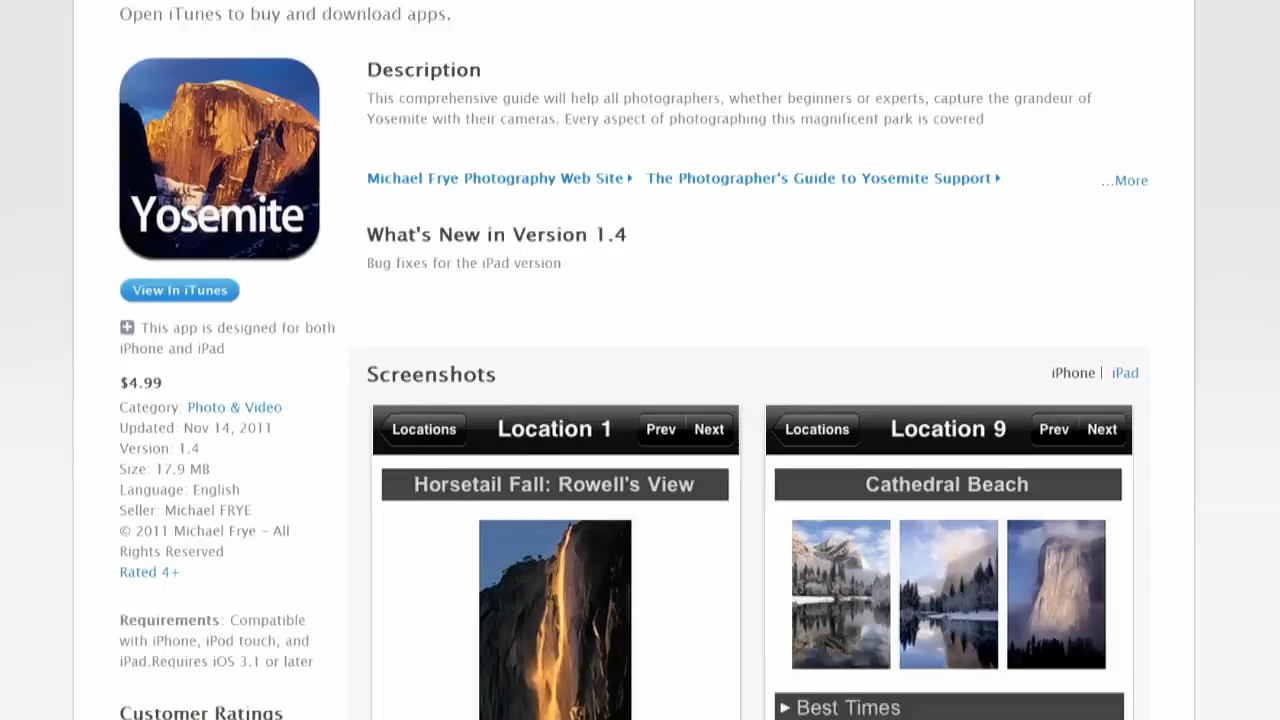 Open iTunes to buy and download apps.
Yosemite
View In iTunes
This app is designed for both
iPhone and iPad
$4.99
Category: Photo & Video
Updated: Nov 14, 2011
Version: 1.4
Size: 17.9 MB
Language: English
Seller: Michael FRYE
© 2011 Michael Frye – All
Rights Reserved
Rated 4+
Requirements: Compatible
with iPhone, iPod touch, and
iPad.Requires iOS 3.1 or later
Customer Ratings
Description
This comprehensive guide will help all photographers, whether beginners or experts, capture the grandeur of
Yosemite with their cameras. Every aspect of photographing this magnificent park is covered
Michael Frye Photography Web Site The Photographer's Guide to Yosemite Support ...More
What's New in Version 1.4
Bug fixes for the iPad version
Screenshots iPhone | iPad
Locations Location 1 Prev Next
Horsetail Fall: Rowell's View
Locations Location 9 Prev Next
Cathedral Beach
Best Times